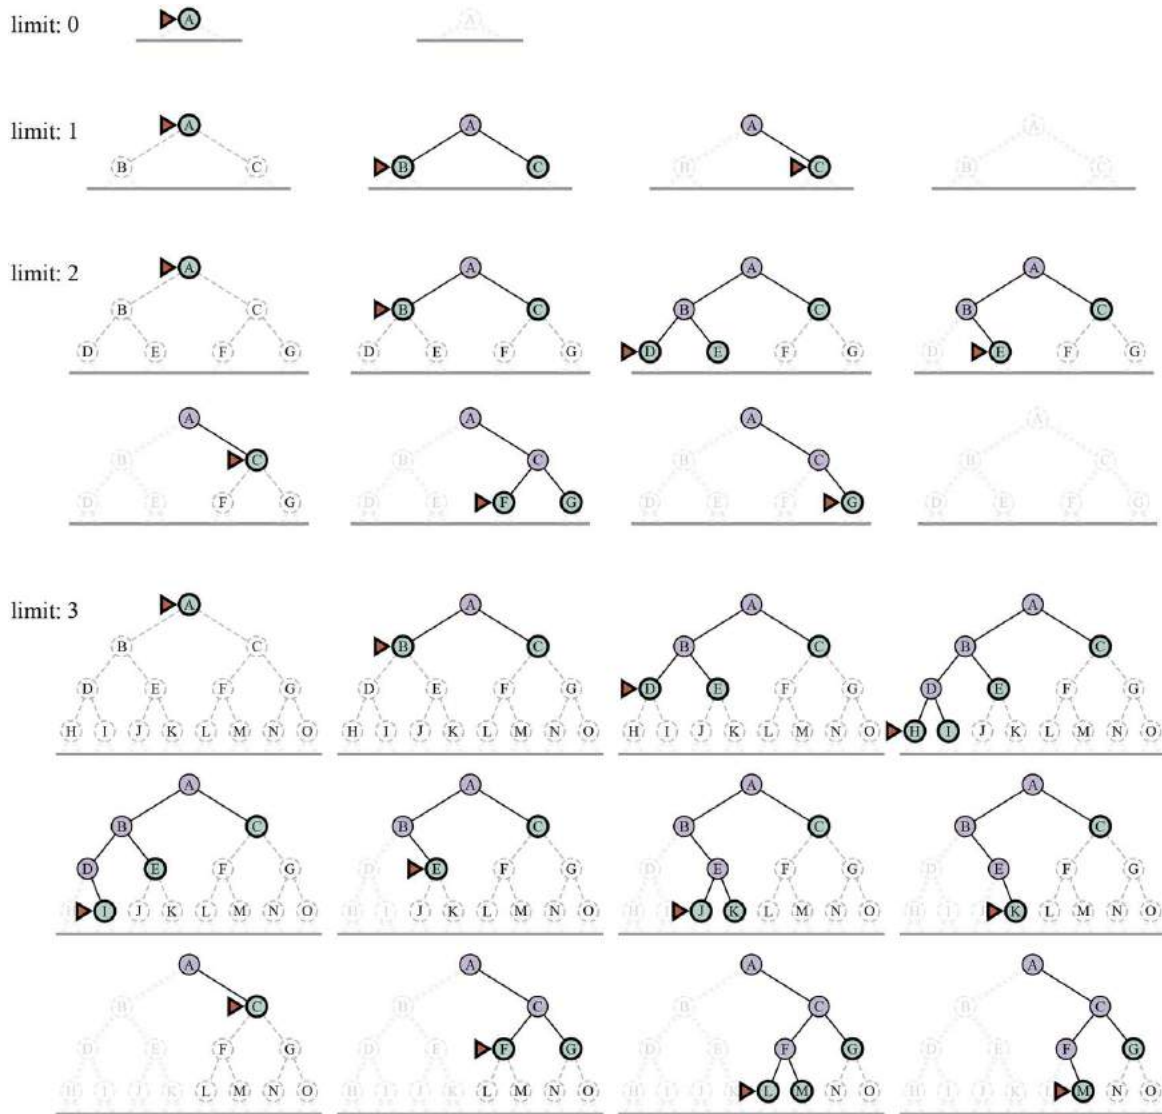 limit: 0 A A
limit: 1 A A A A
B C B C B C B C
limit: 2 A A A A
B C B C B C B C
D E F G D E F G D E F G D E F G
A A A A
B C B C B C B C
D E F G D E F G D E F G D E F G
limit: 3 A A A A
B C B C B C B C
D E F G D E F G D E F G D E F G
H I J K L M N O H I J K L M N O H I J K L M N O H I J K L M N O
A A A A
B C B C B C B C
D E F G D E F G D E F G D E F G
H I J K L M N O H I J K L M N O H I J K L M N O H I J K L M N O
A A A A
B C B C B C B C
D E F G D E F G D E F G D E F G
H I J K L M N O H I J K L M N O H I J K L M N O H I J K M N O